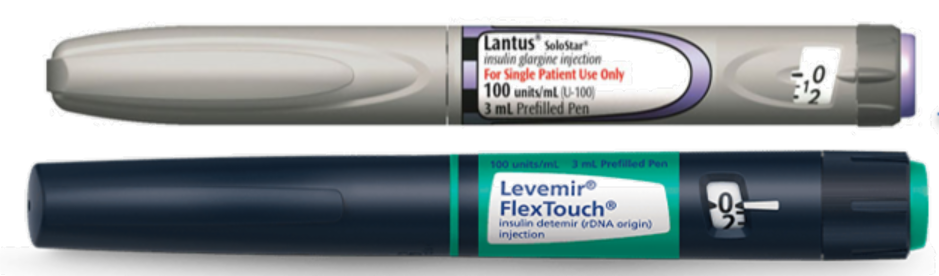 Lantus® SoloStar®
insulin glargine injection
For Single Patient Use Only
100 units/mL (U-100)
3 mL Prefilled Pen
0
1
2
100 units/mL 3 mL Prefilled Pen
Levemir®
FlexTouch®
insulin detemir (rDNA origin)
injection
0
2